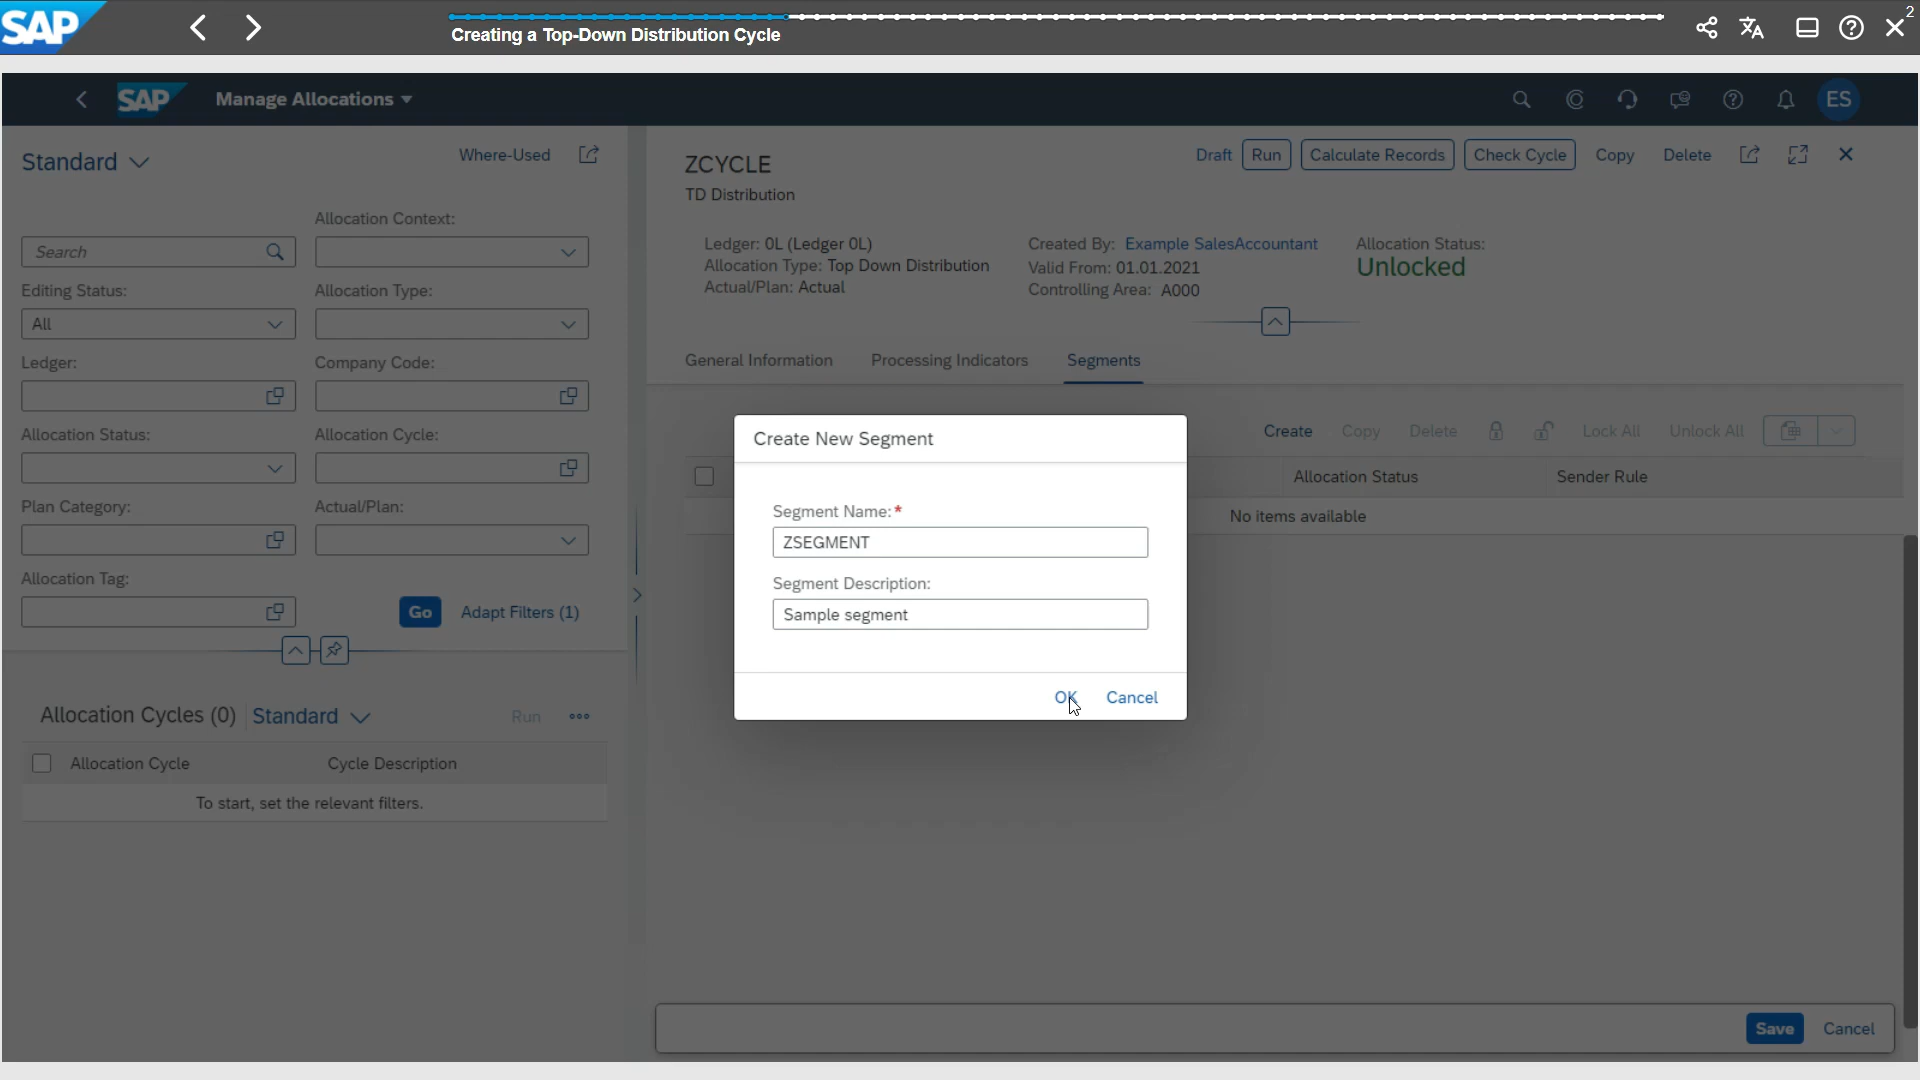 SAP
Creating a Top-Down Distribution Cycle
2
SAP
Manage Allocations
ES
Standard
Where-Used
Allocation Context:
Search
Editing Status:
Allocation Type:
All
Ledger:
Company Code:
Allocation Status:
Allocation Cycle:
Plan Category:
Actual/Plan:
Allocation Tag:
Go
Adapt Filters (1)
Allocation Cycles (0)
Standard
Run
Allocation Cycle
Cycle Description
To start, set the relevant filters.
ZCYCLE
TD Distribution
Draft
Run
Calculate Records
Check Cycle
Copy
Delete
Ledger: 0L (Ledger 0L)
Allocation Type: Top Down Distribution
Actual/Plan: Actual
Created By: Example SalesAccountant
Valid From: 01.01.2021
Controlling Area: A000
Allocation Status:
Unlocked
General Information
Processing Indicators
Segments
Create
Copy
Delete
Lock All
Unlock All
Allocation Status
Sender Rule
No items available
Create New Segment
Segment Name:*
ZSEGMENT
Segment Description:
Sample segment
OK
Cancel
Save
Cancel